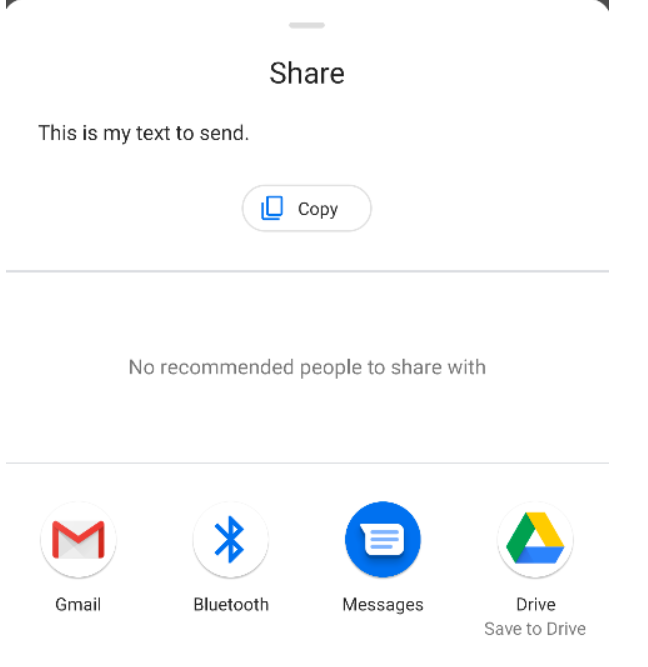 Share
This is my text to send.
Copy
No recommended people to share with
Gmail Bluetooth Messages Drive
Save to Drive